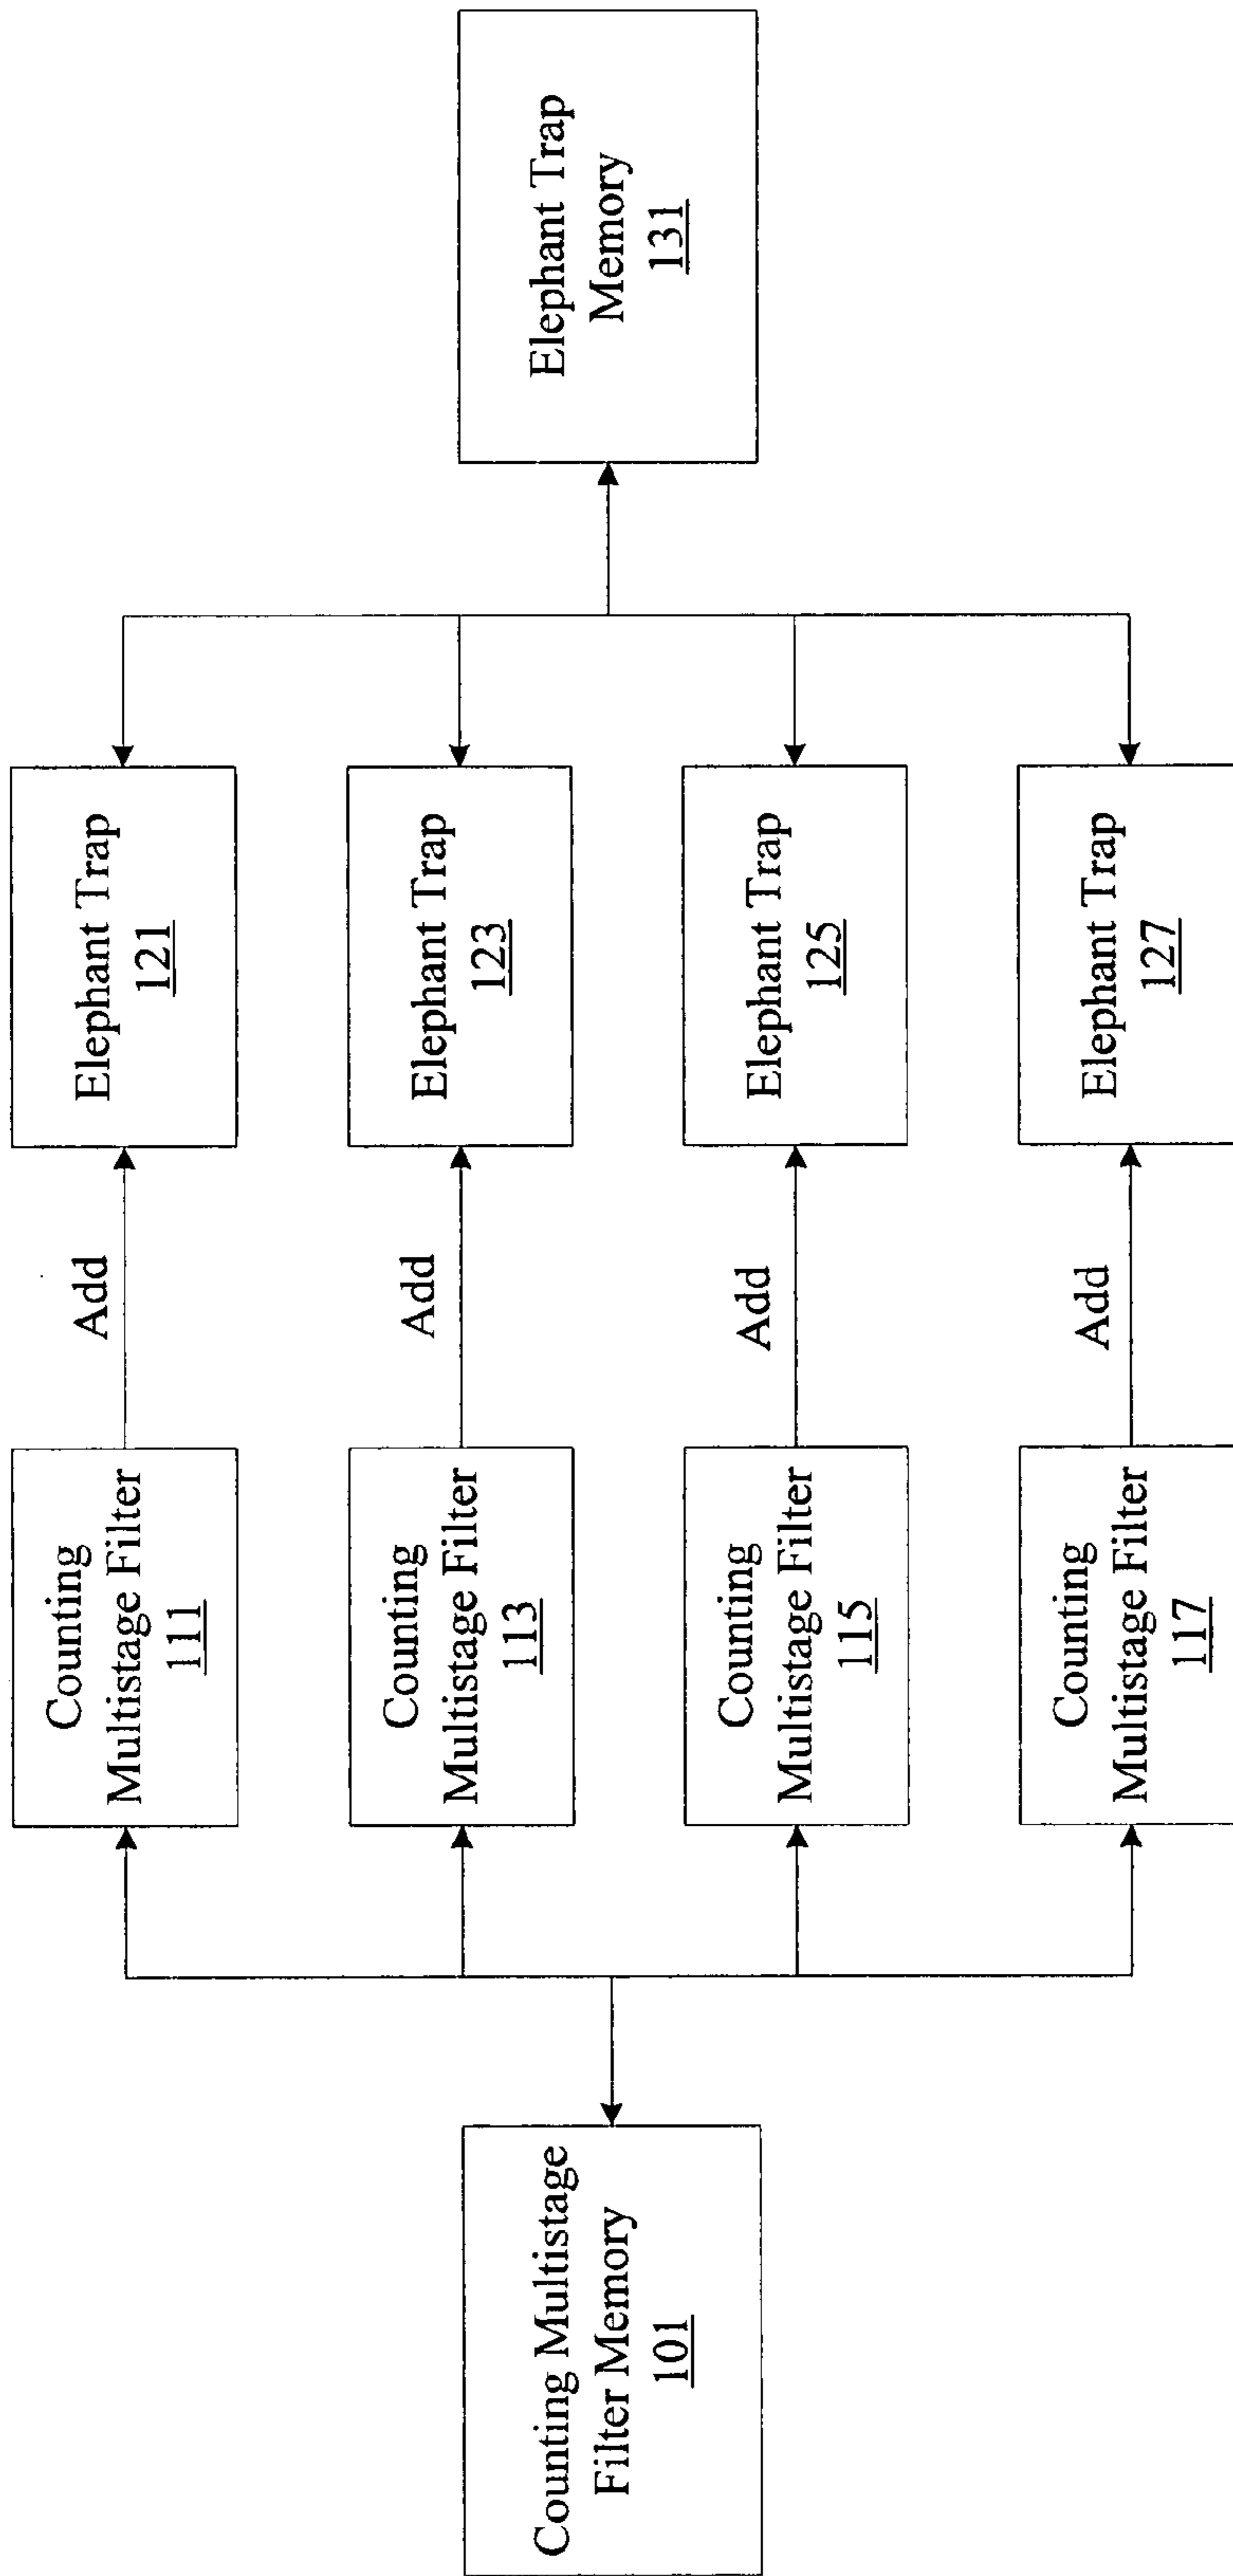 Counting Multistage
Filter Memory
101
Counting
Multistage Filter
111
Add
Elephant Trap
121
Counting
Multistage Filter
113
Add
Elephant Trap
123
Counting
Multistage Filter
115
Add
Elephant Trap
125
Counting
Multistage Filter
117
Add
Elephant Trap
127
Elephant Trap
Memory
131